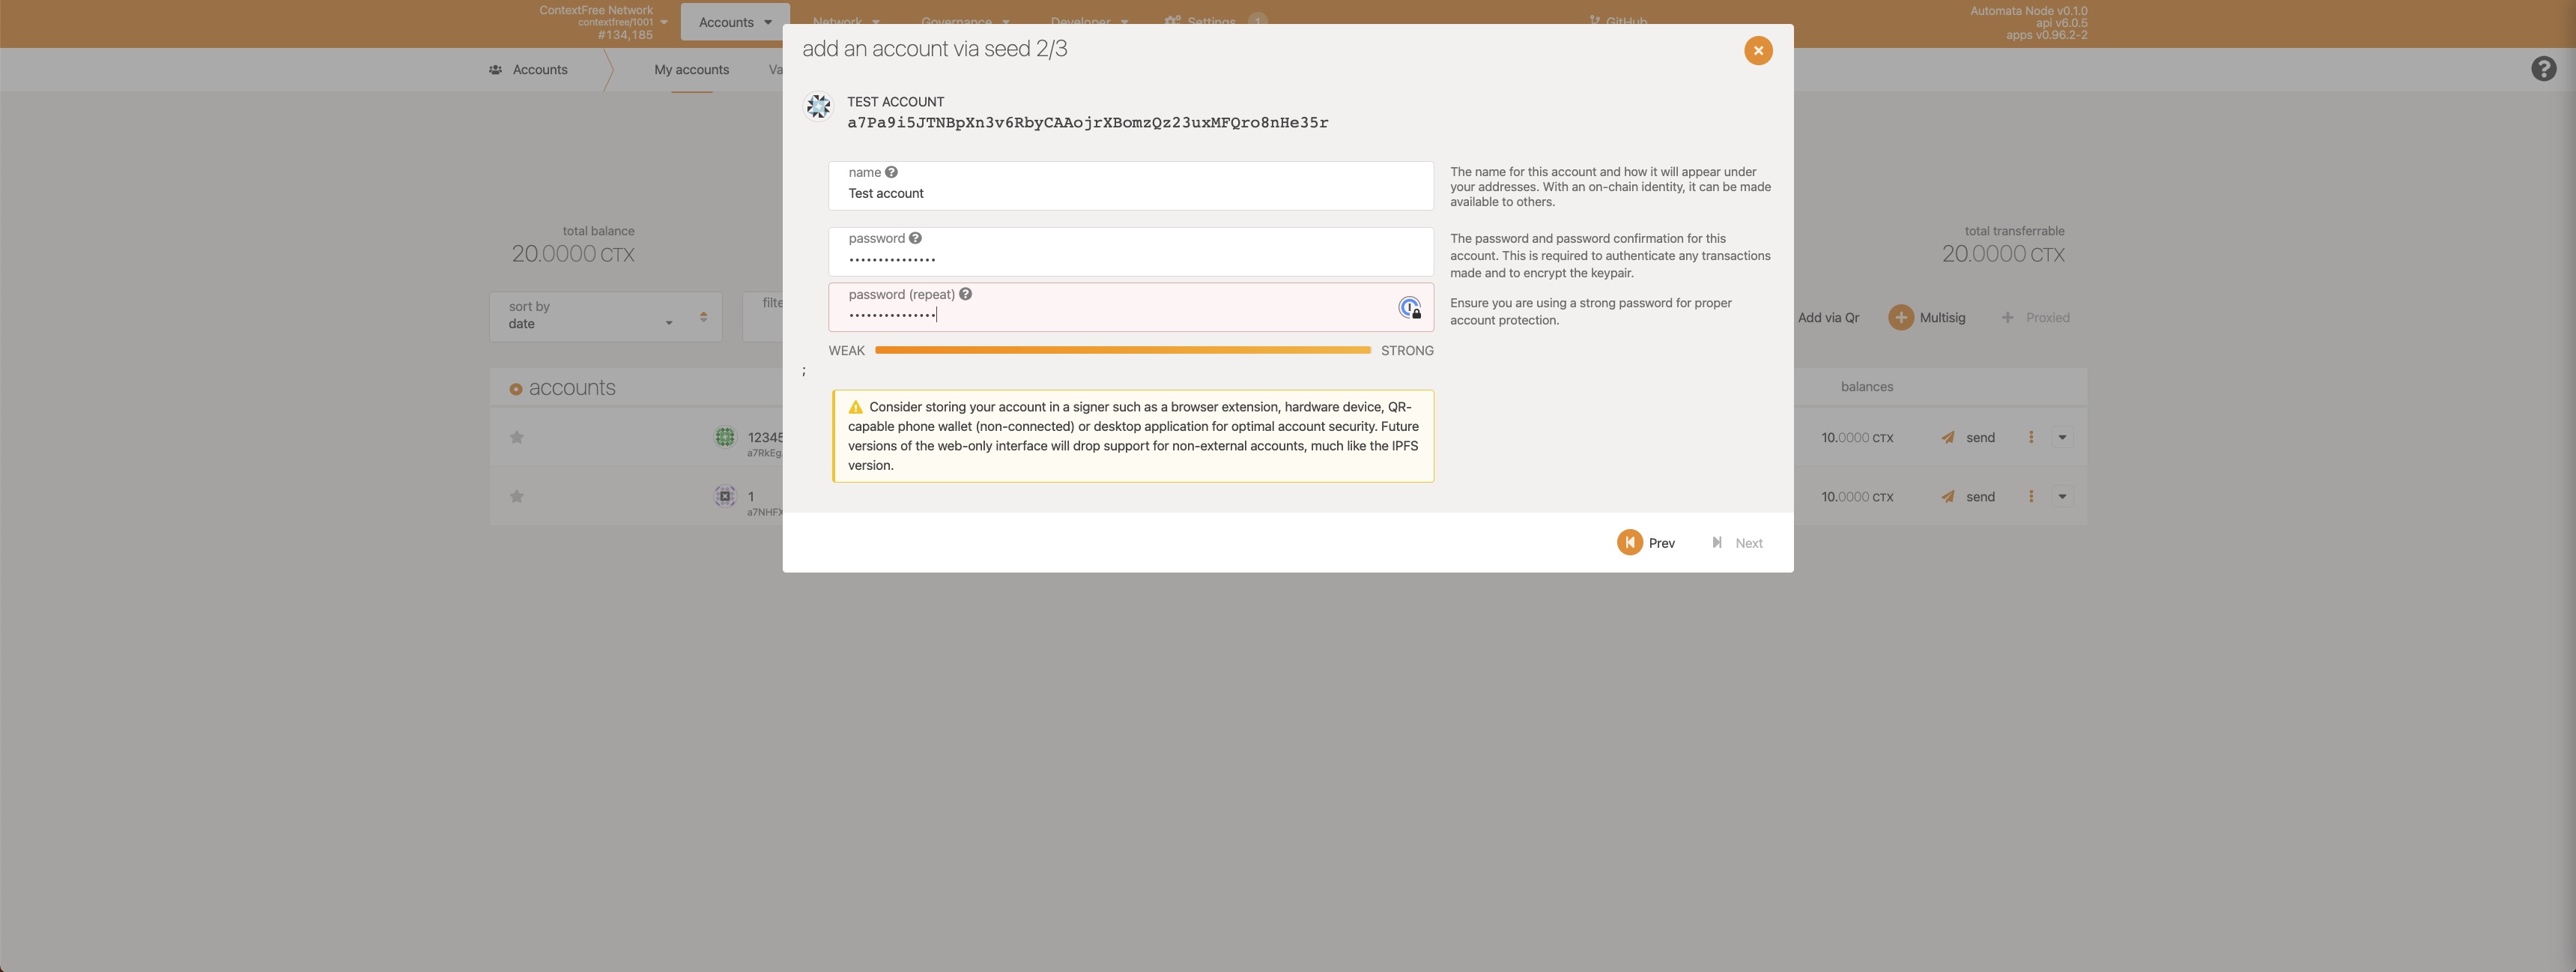 ContextFree Network
contextfree/1001
#134,185
Accounts
Network
Governance
Developer
Settings
1
GitHub
Automata Node v0.1.0
api v6.0.5
apps v0.96.2-2
Accounts
My accounts
Va
add an account via seed 2/3
TEST ACCOUNT
a7Pa9i5JTNBpXn3v6RbyCAAojrXBomzQz23uxMFQro8nHe35r
name
Test account
The name for this account and how it will appear under
your addresses. With an on-chain identity, it can be made
available to others.
password
•••••••••••••••
The password and password confirmation for this
account. This is required to authenticate any transactions
made and to encrypt the keypair.
password (repeat)
•••••••••••••••
Ensure you are using a strong password for proper
account protection.
WEAK
STRONG
;
⚠ Consider storing your account in a signer such as a browser extension, hardware device, QR-
capable phone wallet (non-connected) or desktop application for optimal account security. Future
versions of the web-only interface will drop support for non-external accounts, much like the IPFS
version.
Prev
Next
total balance
20.0000 CTX
total transferrable
20.0000 CTX
sort by
date
filte
Add via Qr
Multisig
Proxied
accounts
balances
12345
a7RkEg
10.0000 CTX
send
1
a7NHFX
10.0000 CTX
send